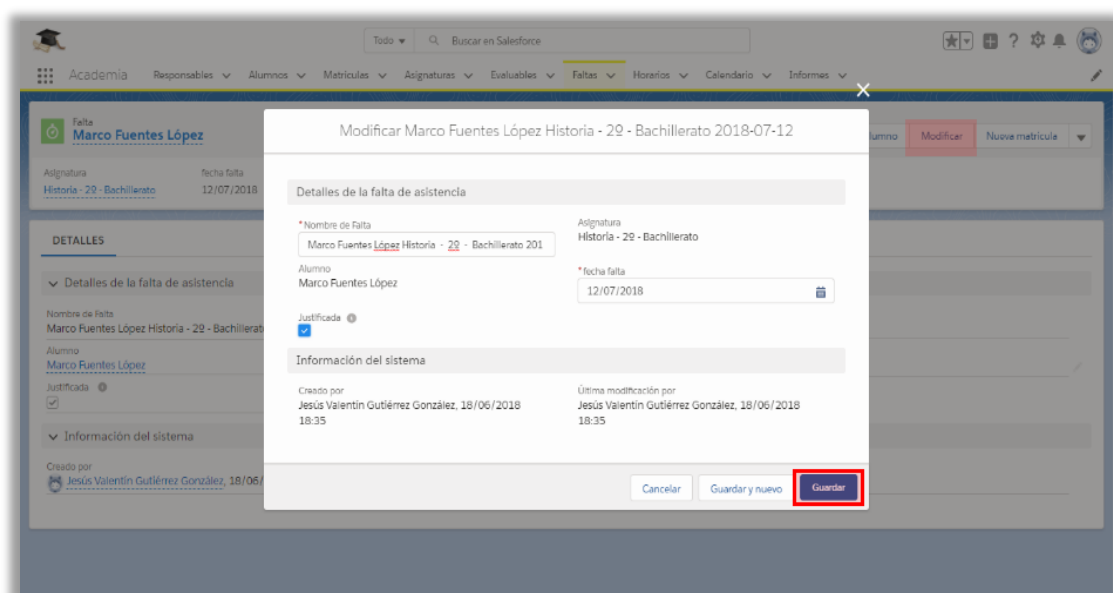 Todo
Buscar en Salesforce
Academia Responsables Alumnos Matriculas Asignaturas Evaluables Faltas Horarios Calendario Informes
Falta
Marco Fuentes López
lumno Modificar Nueva matricula
Asignatura fecha falta
Historia - 2º - Bachillerato 12/07/2018
DETALLES
Detalles de la falta de asistencia
Nombre de Falta
Marco Fuentes López Historia - 2º - Bachillerat
Alumno
Marco Fuentes López
Justificada
Información del sistema
Creado por
Jesús Valentín Gutiérrez González, 18/06/
Modificar Marco Fuentes López Historia - 2º - Bachillerato 2018-07-12
Detalles de la falta de asistencia
*Nombre de Falta
Marco Fuentes López Historia - 2º - Bachillerato 201
Asignatura
Historia - 2º - Bachillerato
Alumno
Marco Fuentes López
*fecha falta
12/07/2018
Justificada
Información del sistema
Creado por
Jesús Valentín Gutiérrez González, 18/06/2018
18:35
Última modificación por
Jesús Valentín Gutiérrez González, 18/06/2018
18:35
Cancelar Guardar y nuevo Guardar